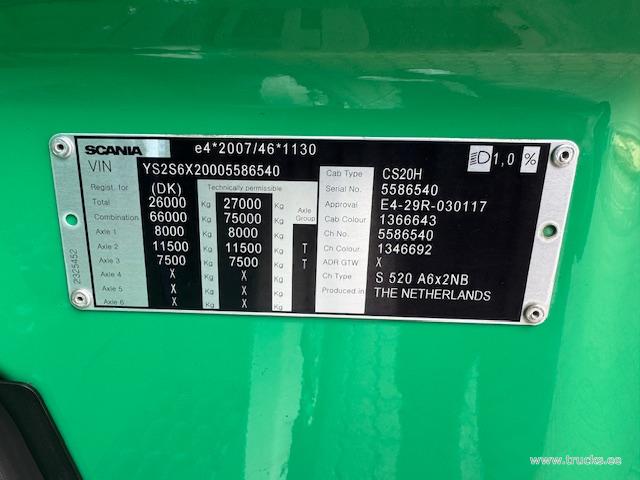 SCANIA e4*2007/46*1130 1,0 %
VIN YS2S6X20005586540 Cab Type CS20H
Regist. for (DK) Technically permissible Serial No. 5586540
Total 26000 Kg 27000 Kg Axle Group Approval E4-29R-030117
Combination 66000 Kg 75000 Kg Cab Colour 1366643
Axle 1 8000 Kg 8000 Kg Ch No. 5586540
Axle 2 11500 Kg 11500 Kg T Ch Colour 1346692
Axle 3 7500 Kg 7500 Kg T ADR GTW X
Axle 4 X Kg X Kg Ch Type S 520 A6x2NB
Axle 5 X Kg X Kg Produced in THE NETHERLANDS
Axle 6 X Kg X Kg
2325452
www.trucks.ee